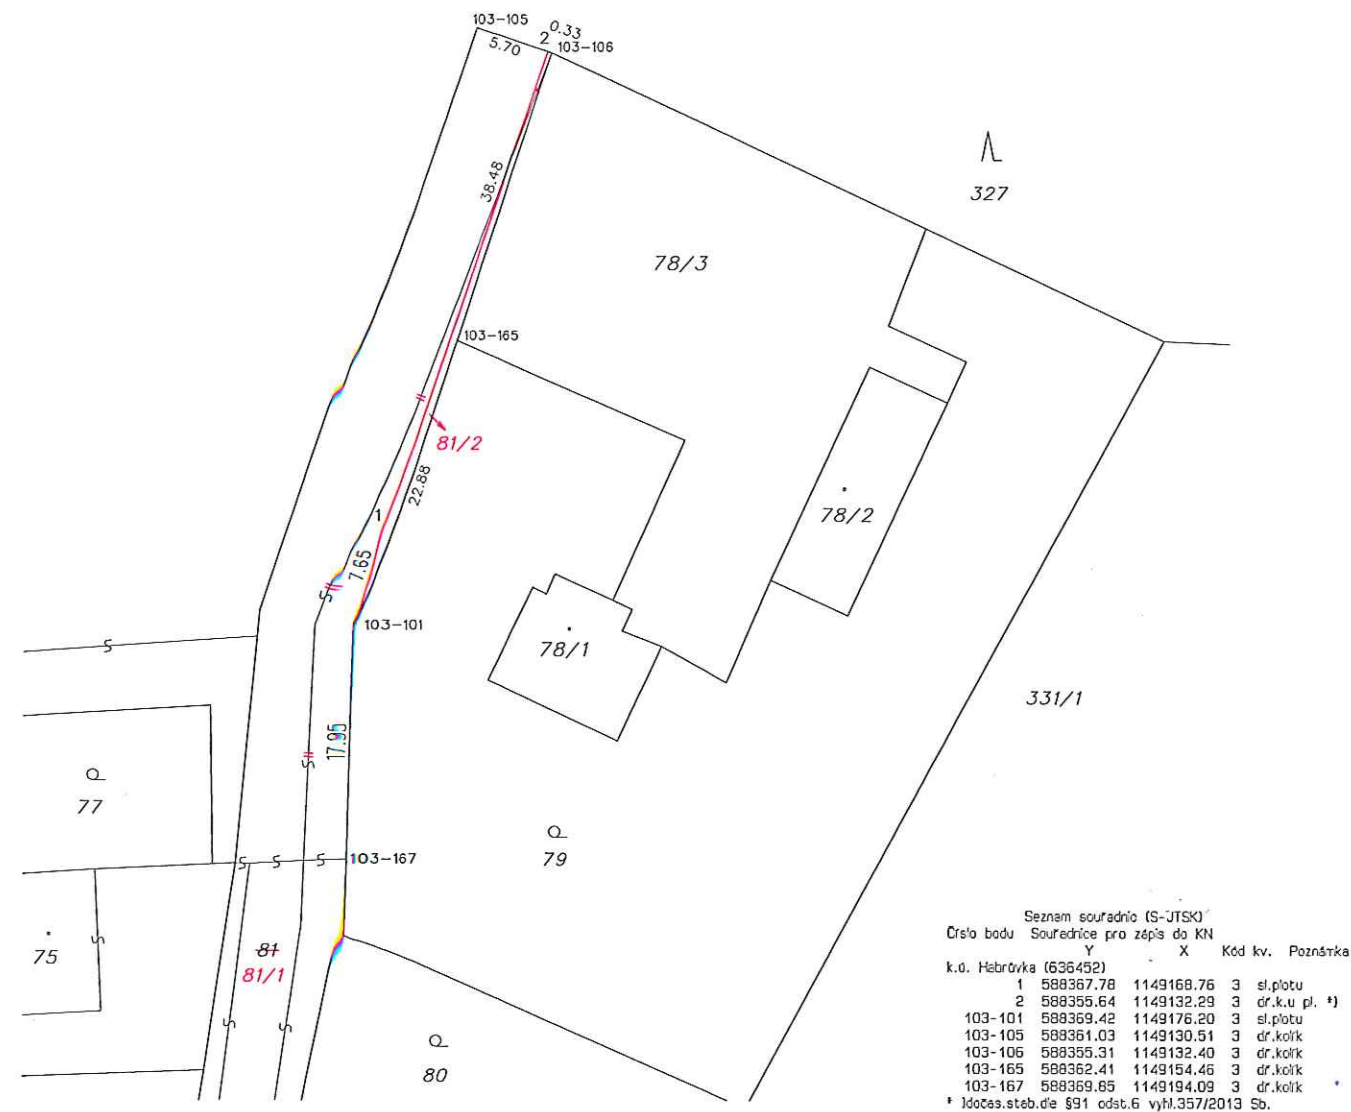 103-105
0.33
2
103-106
5.70
327
38.48
78/3
103-165
81/2
22.88
1
7.65
78/2
103-101
78/1
331/1
17.95
77
79
103-167
75
81
81/1
80
Seznam souřadnic (S-JTSK)
Číslo bodu Souřadnice pro zápis do KN
Y X Kód kv. Poznámka
k.ú. Habrůvka (636452)
1 588367.78 1149168.76 3 sl.plotu
2 588355.64 1149132.29 3 dř.k.u pl. *)
103-101 588369.42 1149176.20 3 sl.plotu
103-105 588361.03 1149130.51 3 dř.kolík
103-106 588355.31 1149132.40 3 dř.kolík
103-165 588362.41 1149154.46 3 dř.kolík
103-167 588369.85 1149194.09 3 dř.kolík
* )dočas.stab.dle §91 odst.6 vyhl.357/2013 Sb.